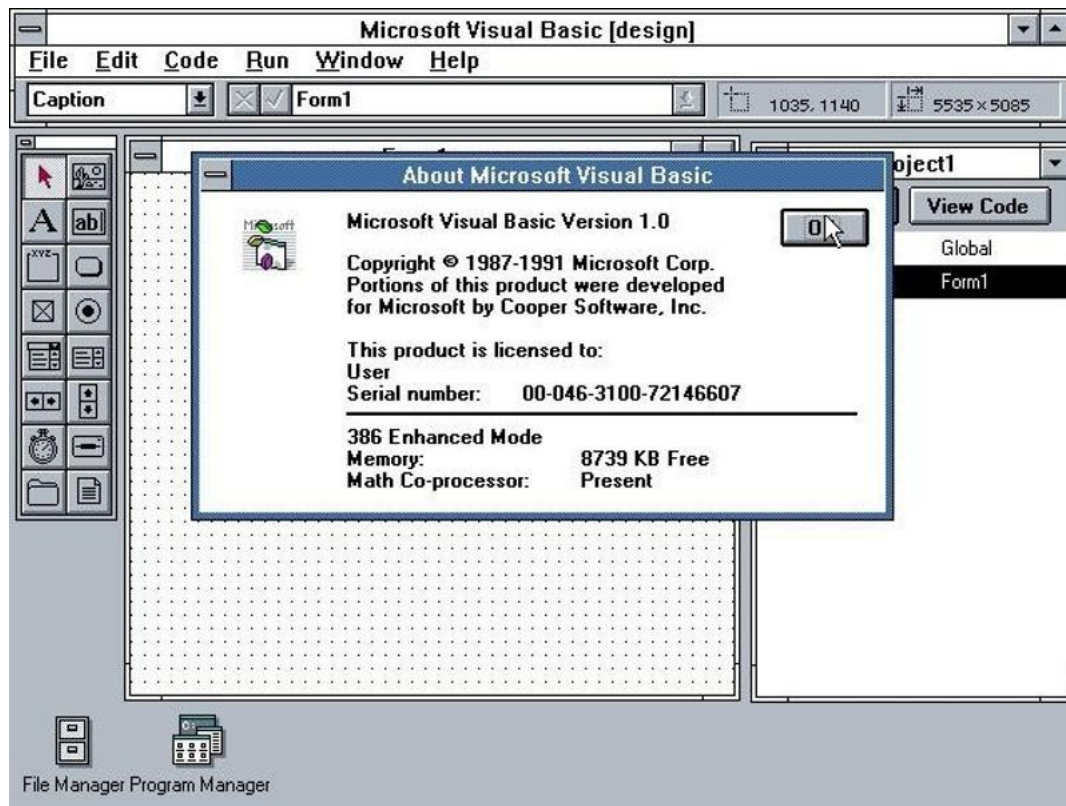 Microsoft Visual Basic [design]
File Edit Code Run Window Help
Caption Form1 1035, 1140 5535×5085
About Microsoft Visual Basic
Microsoft
Microsoft Visual Basic Version 1.0
Copyright © 1987-1991 Microsoft Corp.
Portions of this product were developed
for Microsoft by Cooper Software, Inc.
This product is licensed to:
User
Serial number: 00-046-3100-72146607
386 Enhanced Mode
Memory: 8739 KB Free
Math Co-processor: Present
View Code
Global
Form1
A ab
XYZ
C:
File Manager Program Manager